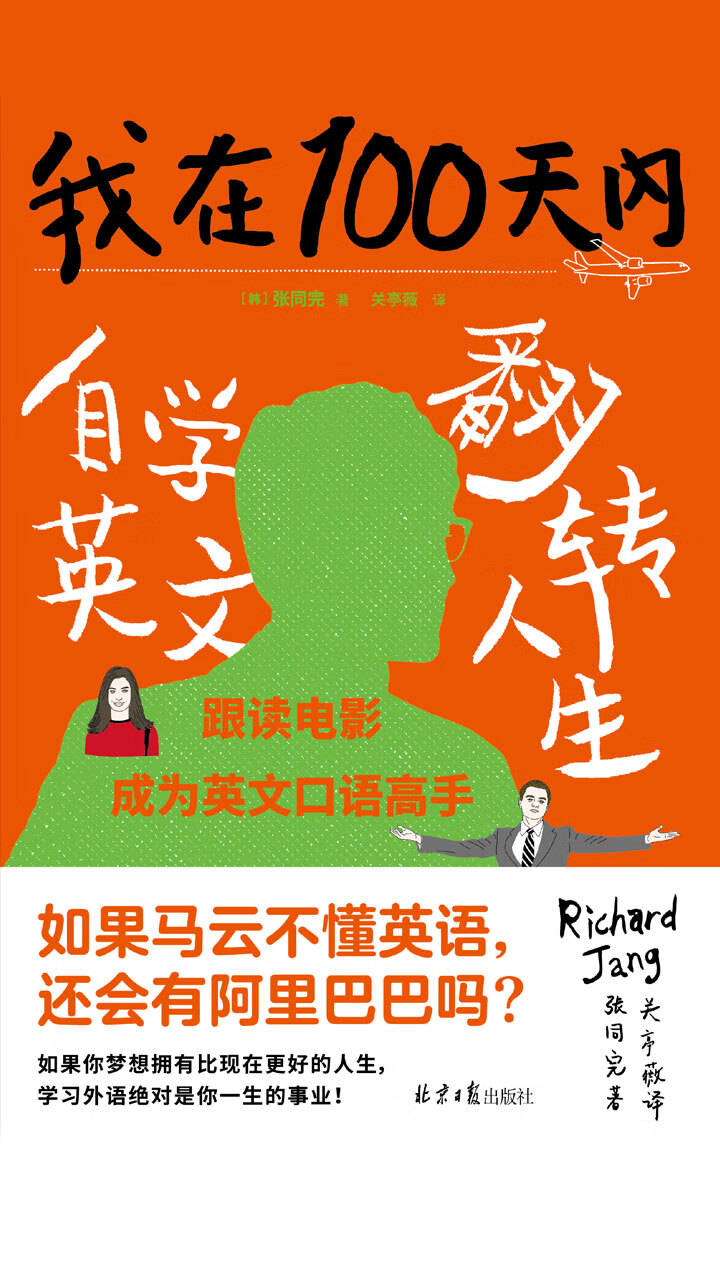 我在100天内
[韩]张同完 著 关亭薇 译
自学
英文
翻转
人生
跟读电影
成为英文口语高手
如果马云不懂英语，
还会有阿里巴巴吗？
如果你梦想拥有比现在更好的人生，
学习外语绝对是你一生的事业！
北京日报出版社
Richard
Jang
张同完著
关亭薇译